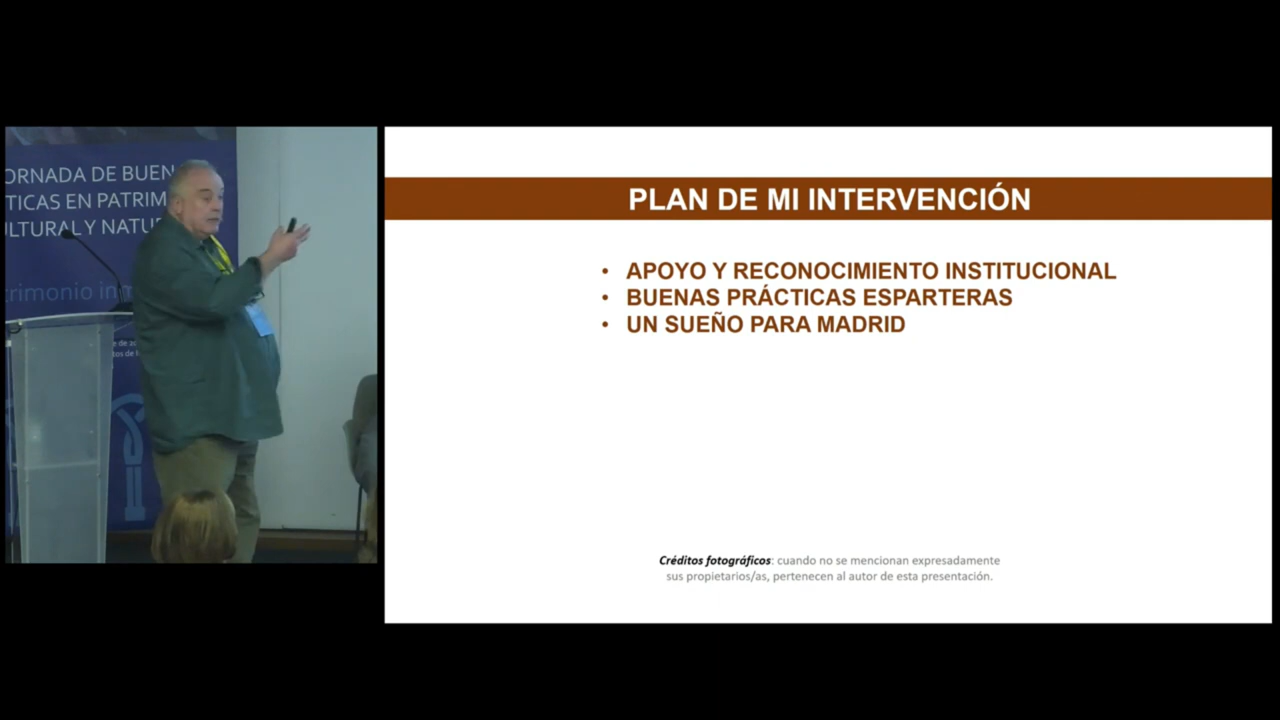 ORNADA DE BUEN
TICAS EN PATRIM
LTURAL Y NATU
trimonio in
PLAN DE MI INTERVENCIÓN
• APOYO Y RECONOCIMIENTO INSTITUCIONAL
• BUENAS PRÁCTICAS ESPARTERAS
• UN SUEÑO PARA MADRID
Créditos fotográficos: cuando no se mencionan expresadamente
sus propietarios/as, pertenecen al autor de esta presentación.